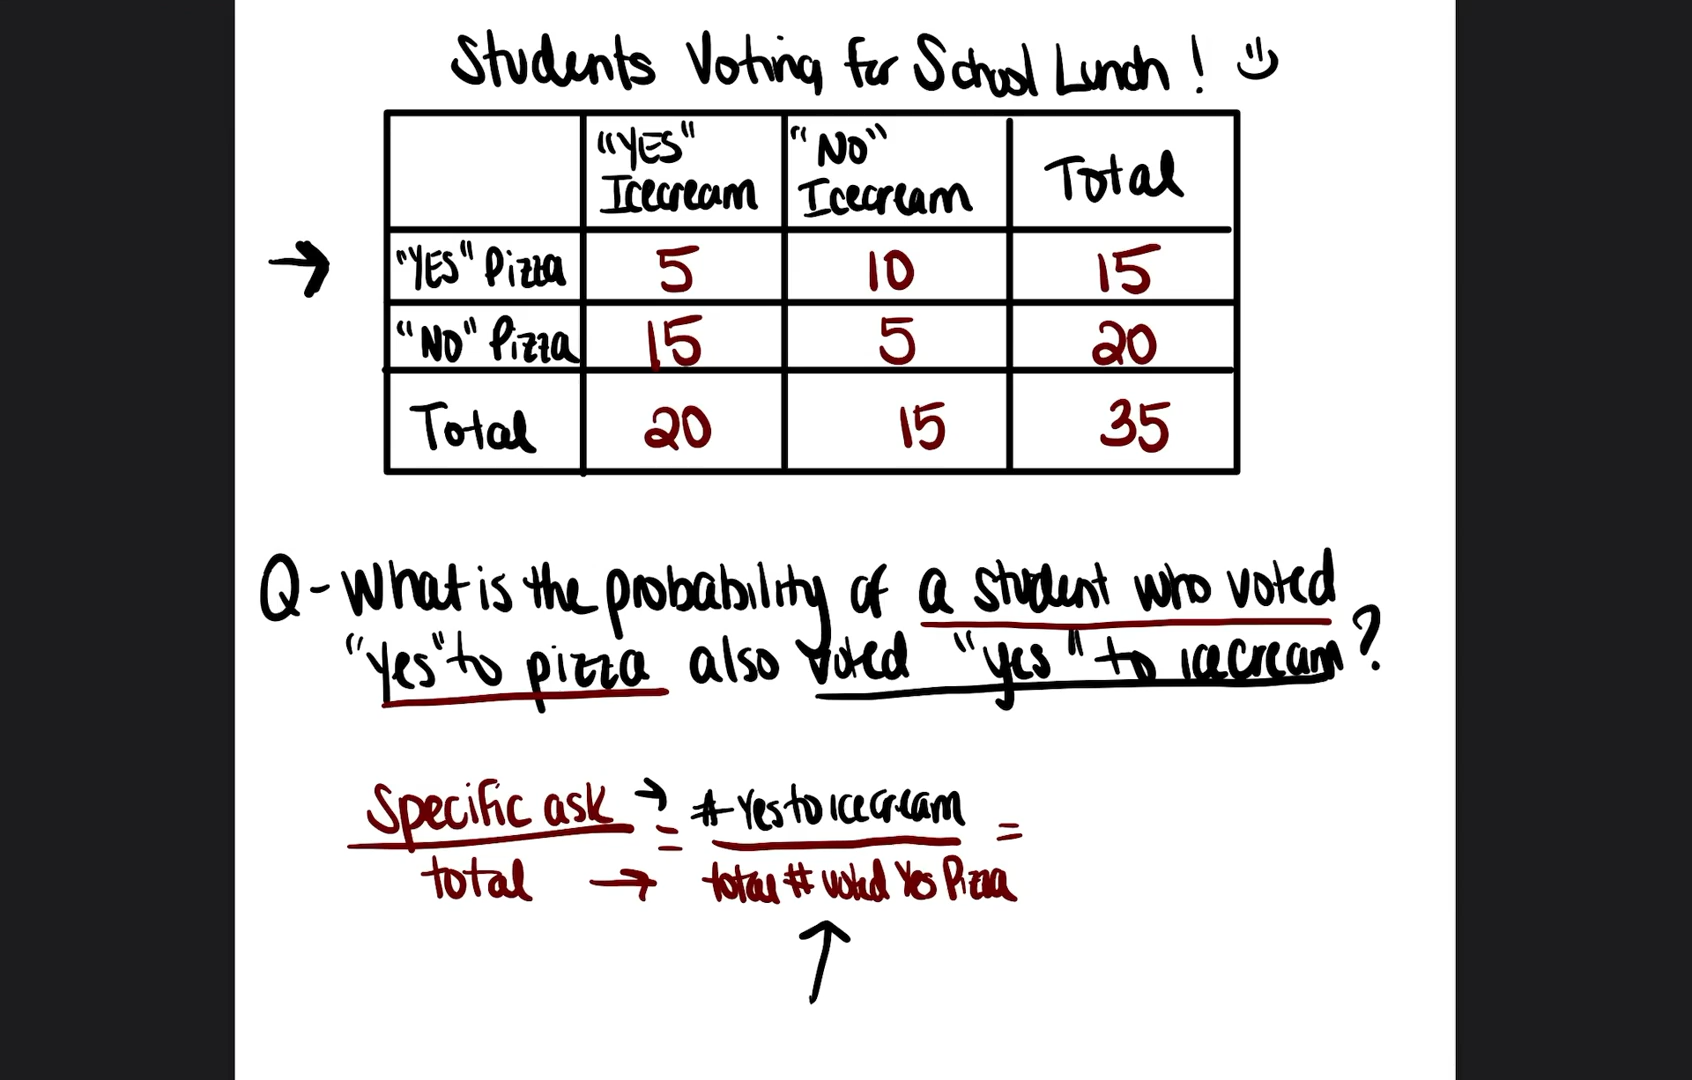 Students Voting for School Lunch! :)
"YES" Icecream "NO" Icecream Total
"YES" Pizza 5 10 15
"NO" Pizza 15 5 20
Total 20 15 35
Q - What is the probability of a student who voted
"yes" to pizza also voted "yes" to icecream?
Specific ask → = # Yes to icecream =
total → total # voted Yes Pizza